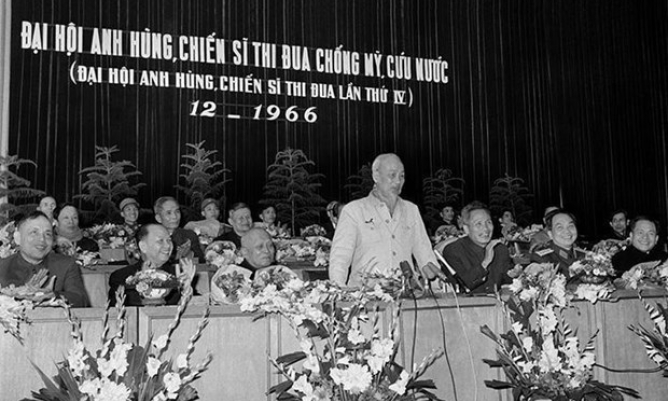 ĐẠI HỘI ANH HÙNG, CHIẾN SĨ THI ĐUA CHỐNG MỸ, CỨU NƯỚC
(ĐẠI HỘI ANH HÙNG, CHIẾN SĨ THI ĐUA LẦN THỨ IV)
12 - 1966